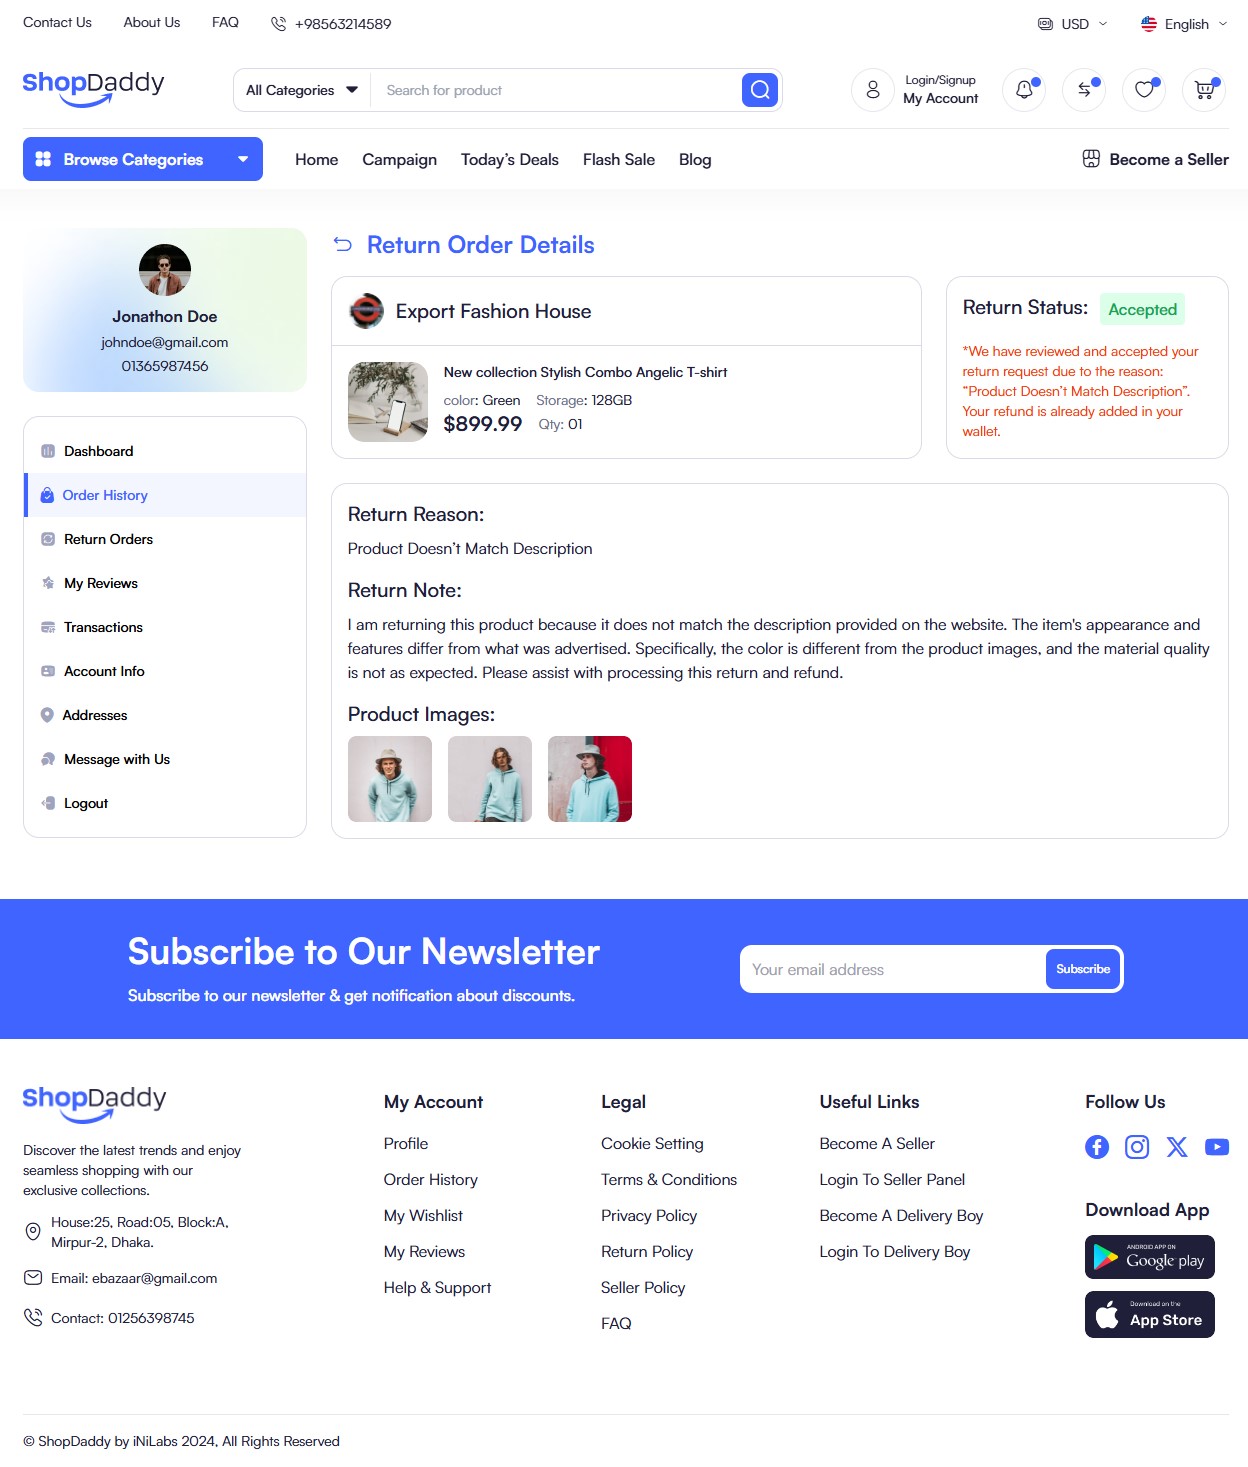 Contact Us
About Us
FAQ
+98563214589
USD
English
ShopDaddy
All Categories
Search for product
Login/Signup
My Account
Browse Categories
Home
Campaign
Today's Deals
Flash Sale
Blog
Become a Seller
Jonathon Doe
johndoe@gmail.com
01365987456
Dashboard
Order History
Return Orders
My Reviews
Transactions
Account Info
Addresses
Message with Us
Logout
Return Order Details
Export Fashion House
New collection Stylish Combo Angelic T-shirt
color: Green Storage: 128GB
$899.99 Qty: 01
Return Status: Accepted
*We have reviewed and accepted your
return request due to the reason:
“Product Doesn’t Match Description”.
Your refund is already added in your
wallet.
Return Reason:
Product Doesn’t Match Description
Return Note:
I am returning this product because it does not match the description provided on the website. The item's appearance and
features differ from what was advertised. Specifically, the color is different from the product images, and the material quality
is not as expected. Please assist with processing this return and refund.
Product Images:
Subscribe to Our Newsletter
Subscribe to our newsletter & get notification about discounts.
Your email address
Subscribe
ShopDaddy
Discover the latest trends and enjoy
seamless shopping with our
exclusive collections.
House:25, Road:05, Block:A,
Mirpur-2, Dhaka.
Email: ebazaar@gmail.com
Contact: 01256398745
My Account
Profile
Order History
My Wishlist
My Reviews
Help & Support
Legal
Cookie Setting
Terms & Conditions
Privacy Policy
Return Policy
Seller Policy
FAQ
Useful Links
Become A Seller
Login To Seller Panel
Become A Delivery Boy
Login To Delivery Boy
Follow Us
Download App
ANDROID APP ON
Google play
Download on the
App Store
© ShopDaddy by iNiLabs 2024, All Rights Reserved